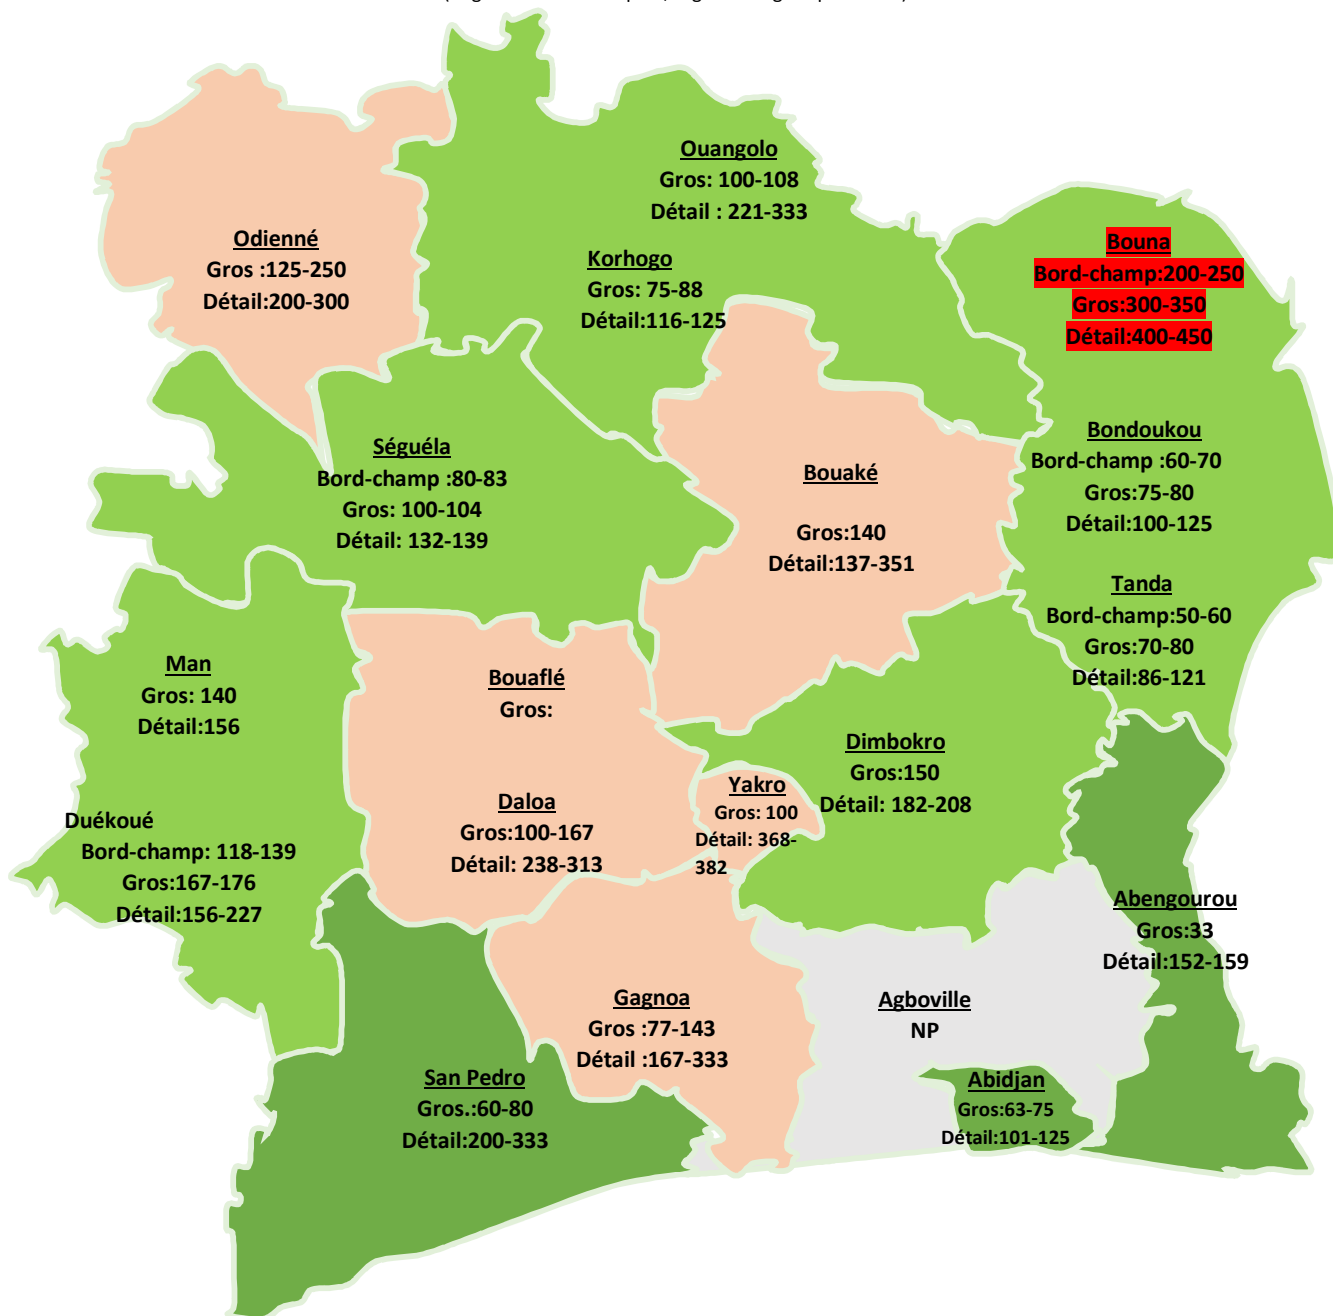 Ouangolo
Gros: 100-108
Détail : 221-333
Odienné
Gros :125-250
Détail:200-300
Korhogo
Gros: 75-88
Détail:116-125
Bouna
Bord-champ:200-250
Gros:300-350
Détail:400-450
Séguéla
Bord-champ :80-83
Gros: 100-104
Détail: 132-139
Bouaké
Gros:140
Détail:137-351
Bondoukou
Bord-champ :60-70
Gros:75-80
Détail:100-125
Tanda
Bord-champ:50-60
Gros:70-80
Détail:86-121
Man
Gros: 140
Détail:156
Bouaflé
Gros:
Dimbokro
Gros:150
Détail: 182-208
Yakro
Gros: 100
Détail: 368-
382
Daloa
Gros:100-167
Détail: 238-313
Duékoué
Bord-champ: 118-139
Gros:167-176
Détail:156-227
Abengourou
Gros:33
Détail:152-159
Gagnoa
Gros :77-143
Détail :167-333
Agboville
NP
San Pedro
Gros.:60-80
Détail:200-333
Abidjan
Gros:63-75
Détail:101-125